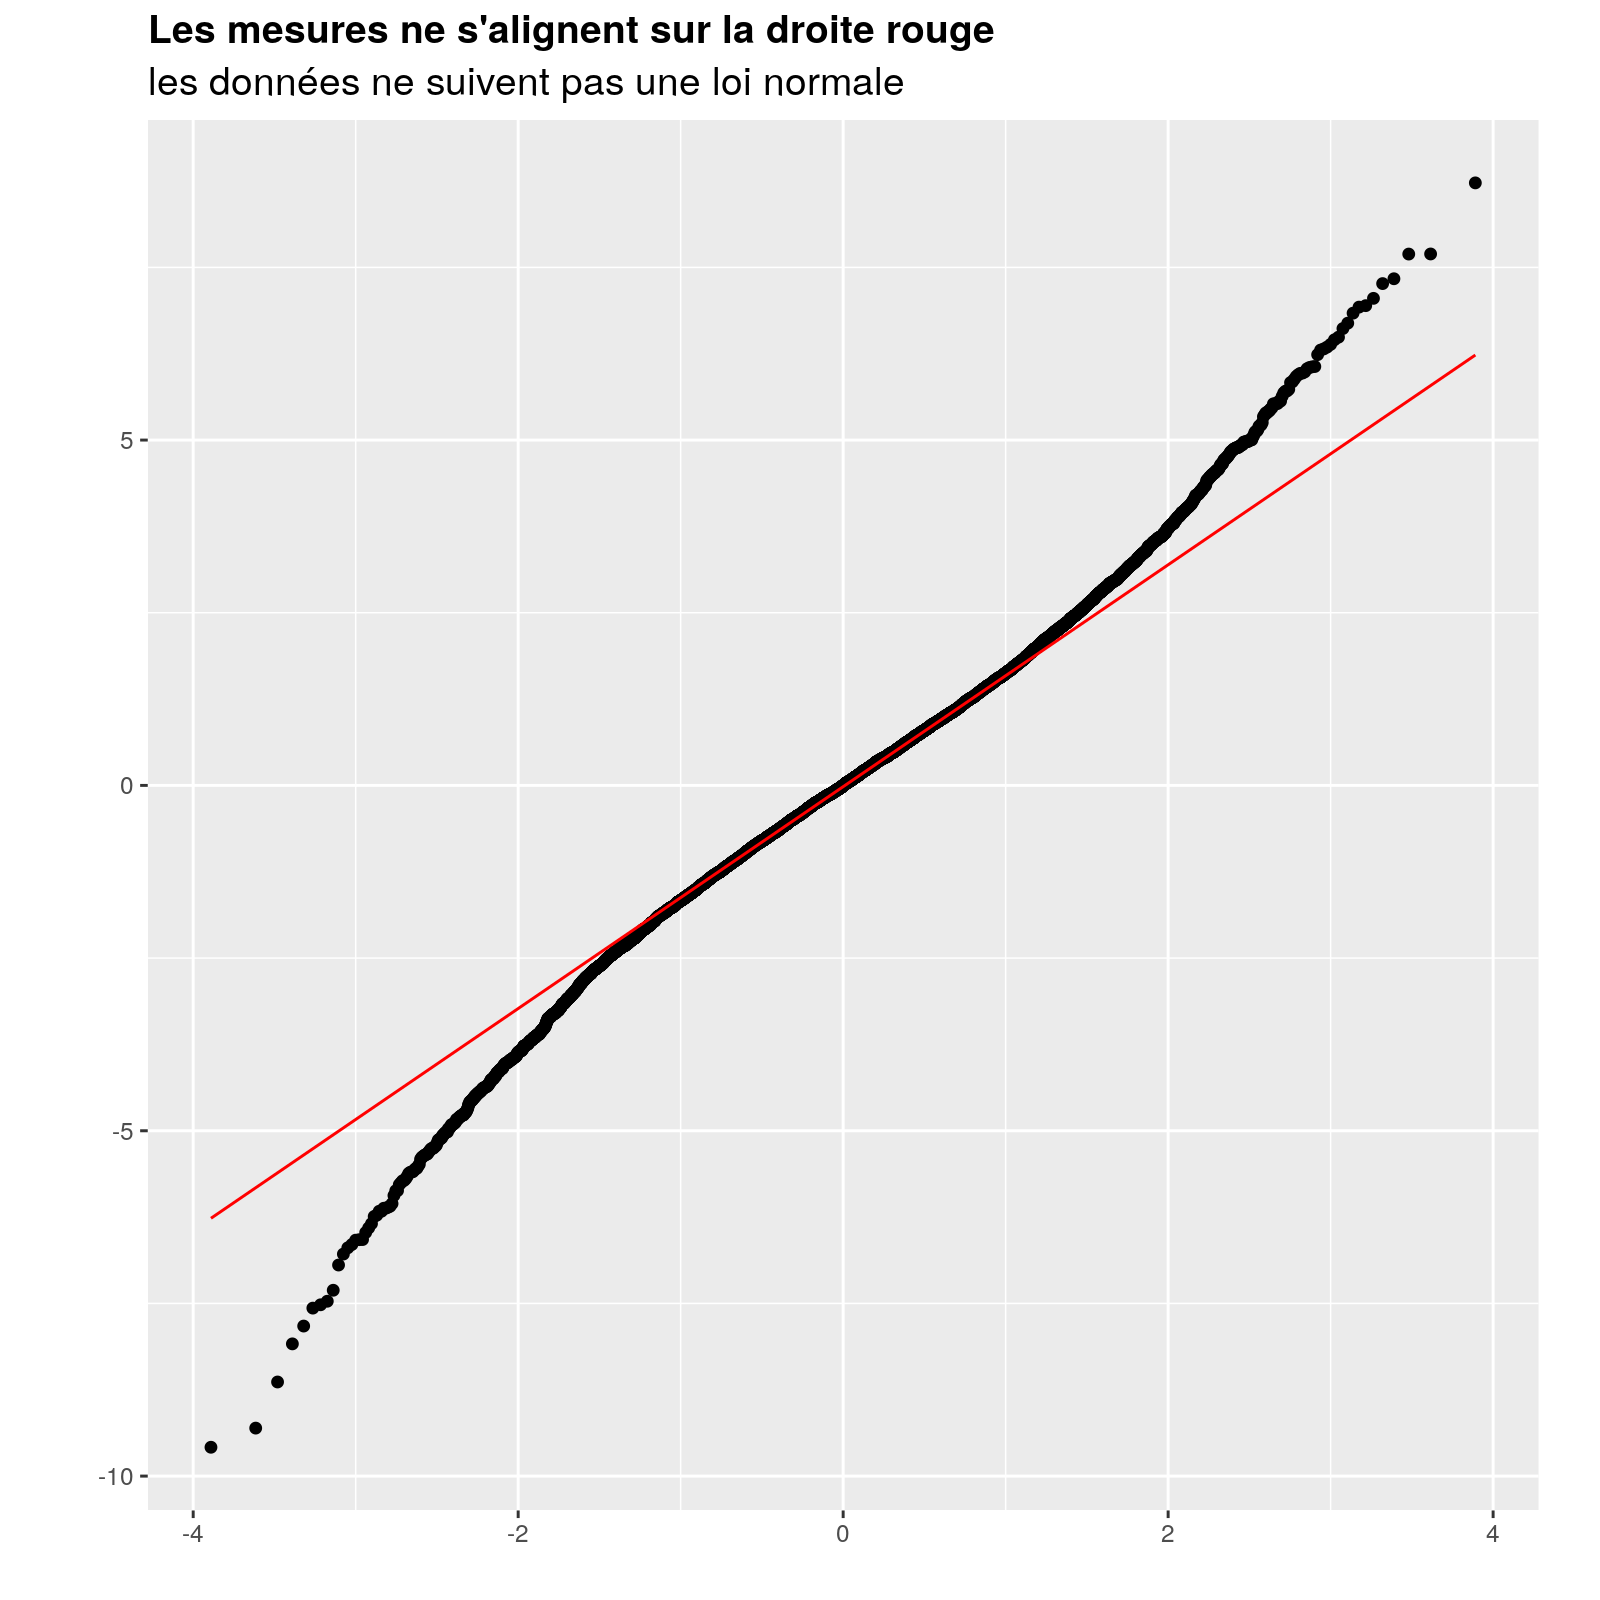 Les mesures ne s'alignent sur la droite rouge
les données ne suivent pas une loi normale
5
0
-5
-10
-4 -2 0 2 4